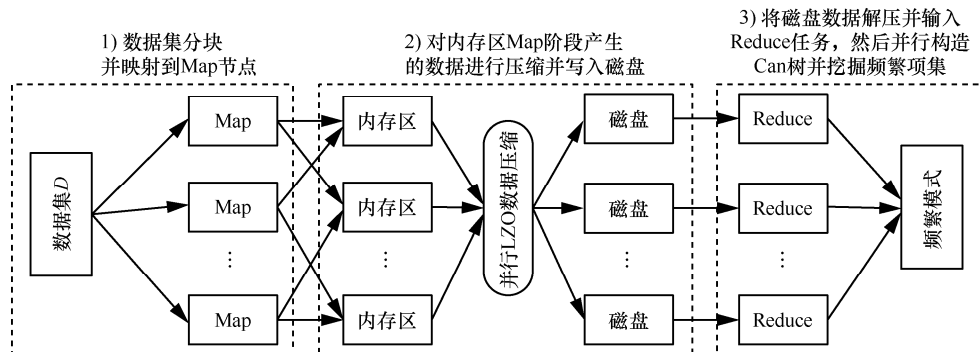 1) 数据集分块
并映射到Map节点
2) 对内存区Map阶段产生
的数据进行压缩并写入磁盘
3) 将磁盘数据解压并输入
Reduce任务，然后并行构造
Can树并挖掘频繁项集
数据集D
Map
Map
⋯
Map
内存区
内存区
⋯
内存区
并行LZO数据压缩
磁盘
磁盘
⋯
磁盘
Reduce
Reduce
⋯
Reduce
频繁模式